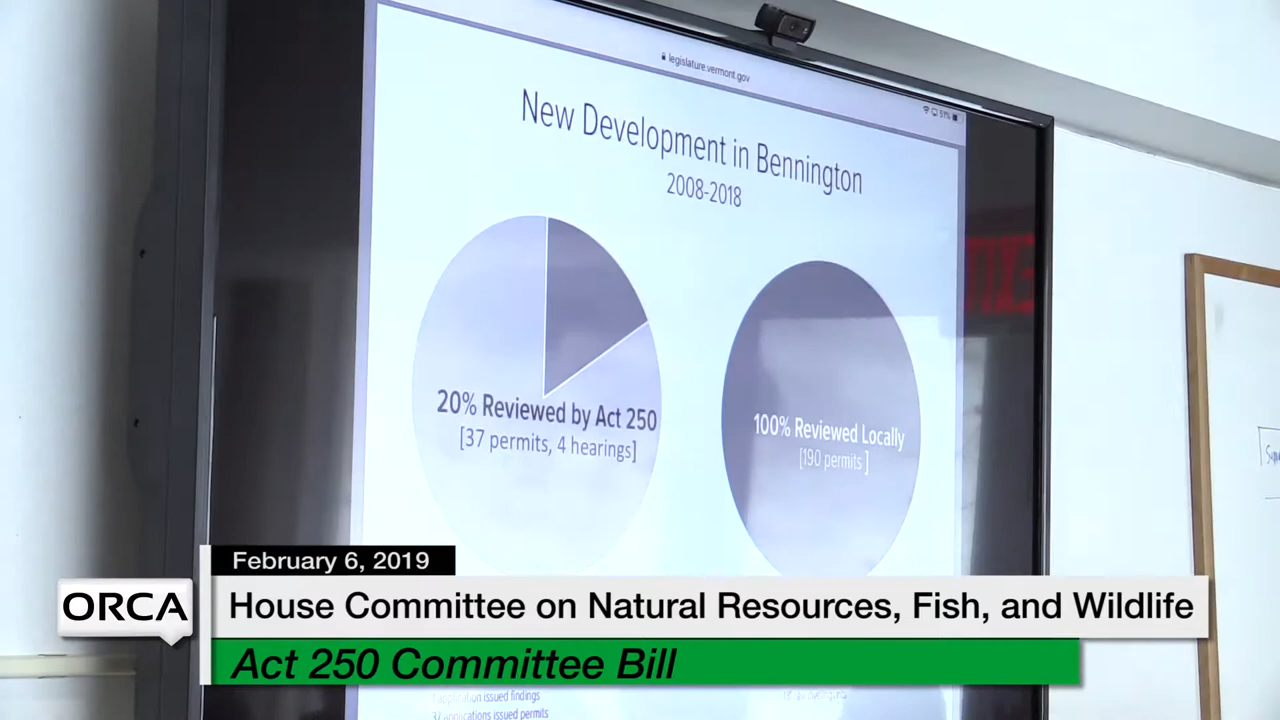 legislature.vermont.gov
51%
New Development in Bennington
2008-2018
20% Reviewed by Act 250
[37 permits, 4 hearings]
100% Reviewed Locally
[190 permits ]
February 6, 2019
ORCA
House Committee on Natural Resources, Fish, and Wildlife
Act 250 Committee Bill
application issued findings
37 applications issued permits